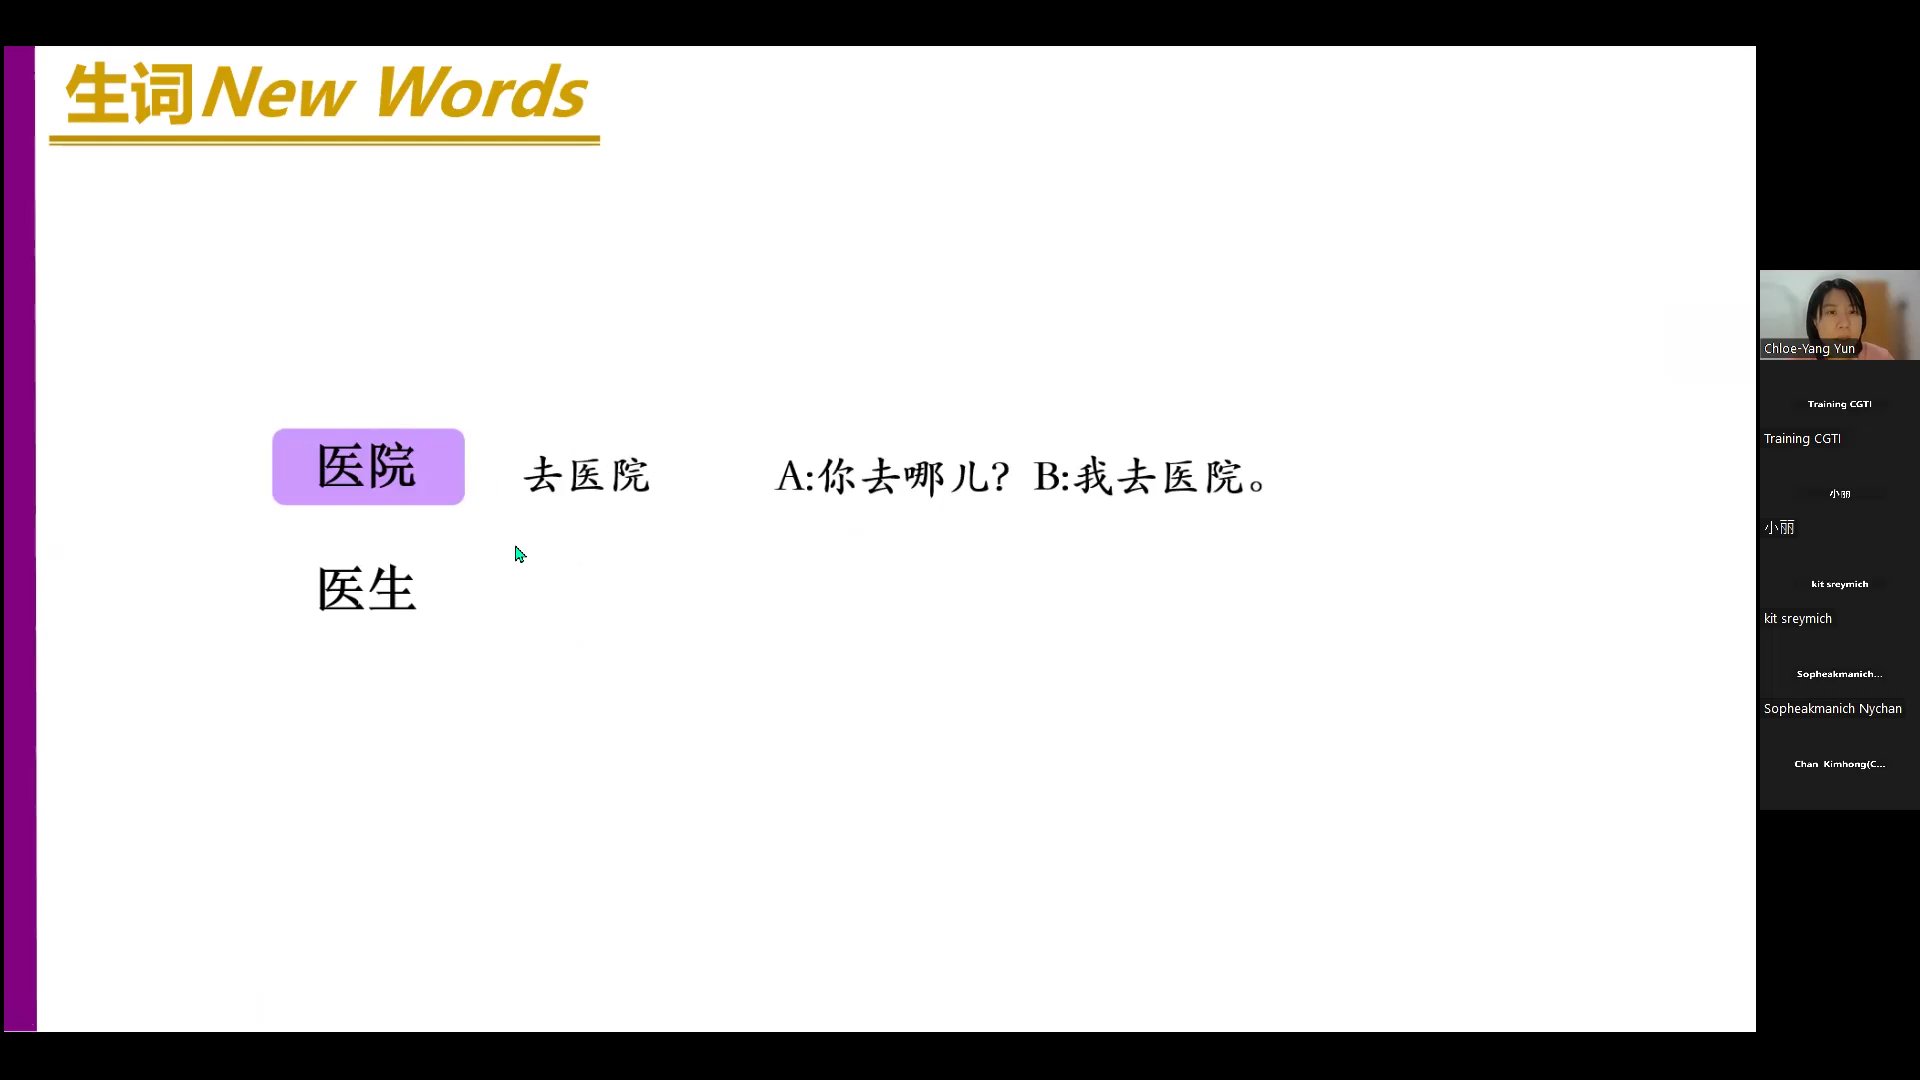 生词New Words
医院 去医院 A:你去哪儿? B:我去医院。
医生
Chloe-Yang Yun
Training CGTI
Training CGTI
小丽
小丽
kit sreymich
kit sreymich
Sopheakmanich...
Sopheakmanich Nychan
Chan Kimhong(C...